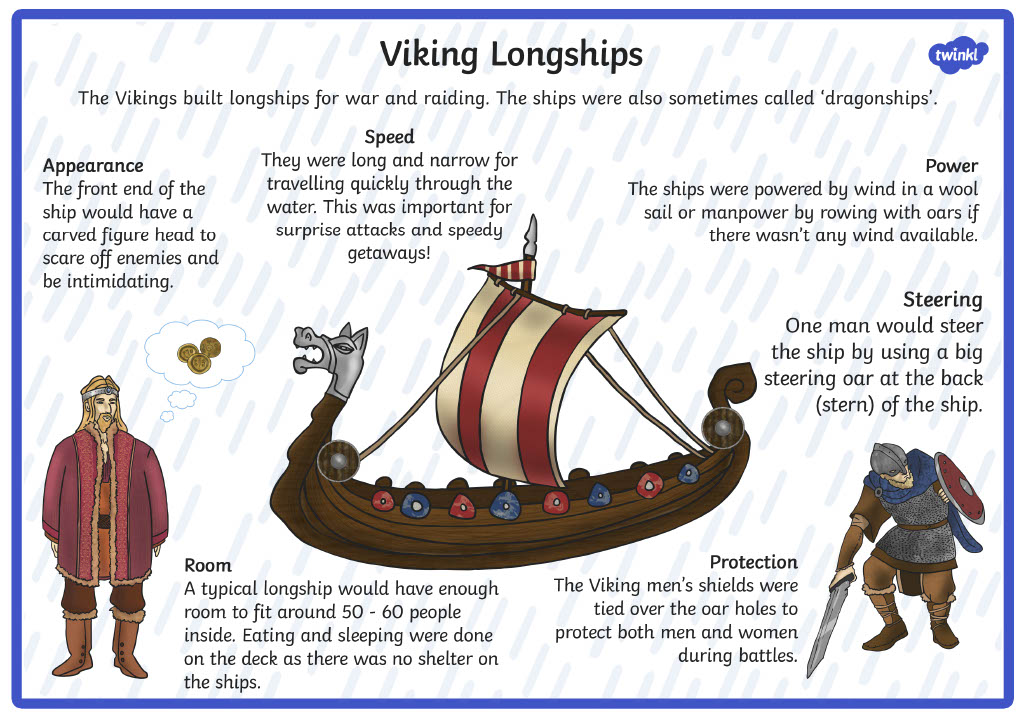 Viking Longships
twinkl
The Vikings built longships for war and raiding. The ships were also sometimes called ‘dragonships’.
Appearance
The front end of the
ship would have a
carved figure head to
scare off enemies and
be intimidating.
Speed
They were long and narrow for
travelling quickly through the
water. This was important for
surprise attacks and speedy
getaways!
Power
The ships were powered by wind in a wool
sail or manpower by rowing with oars if
there wasn’t any wind available.
Steering
One man would steer
the ship by using a big
steering oar at the back
(stern) of the ship.
Room
A typical longship would have enough
room to fit around 50 - 60 people
inside. Eating and sleeping were done
on the deck as there was no shelter on
the ships.
Protection
The Viking men’s shields were
tied over the oar holes to
protect both men and women
during battles.